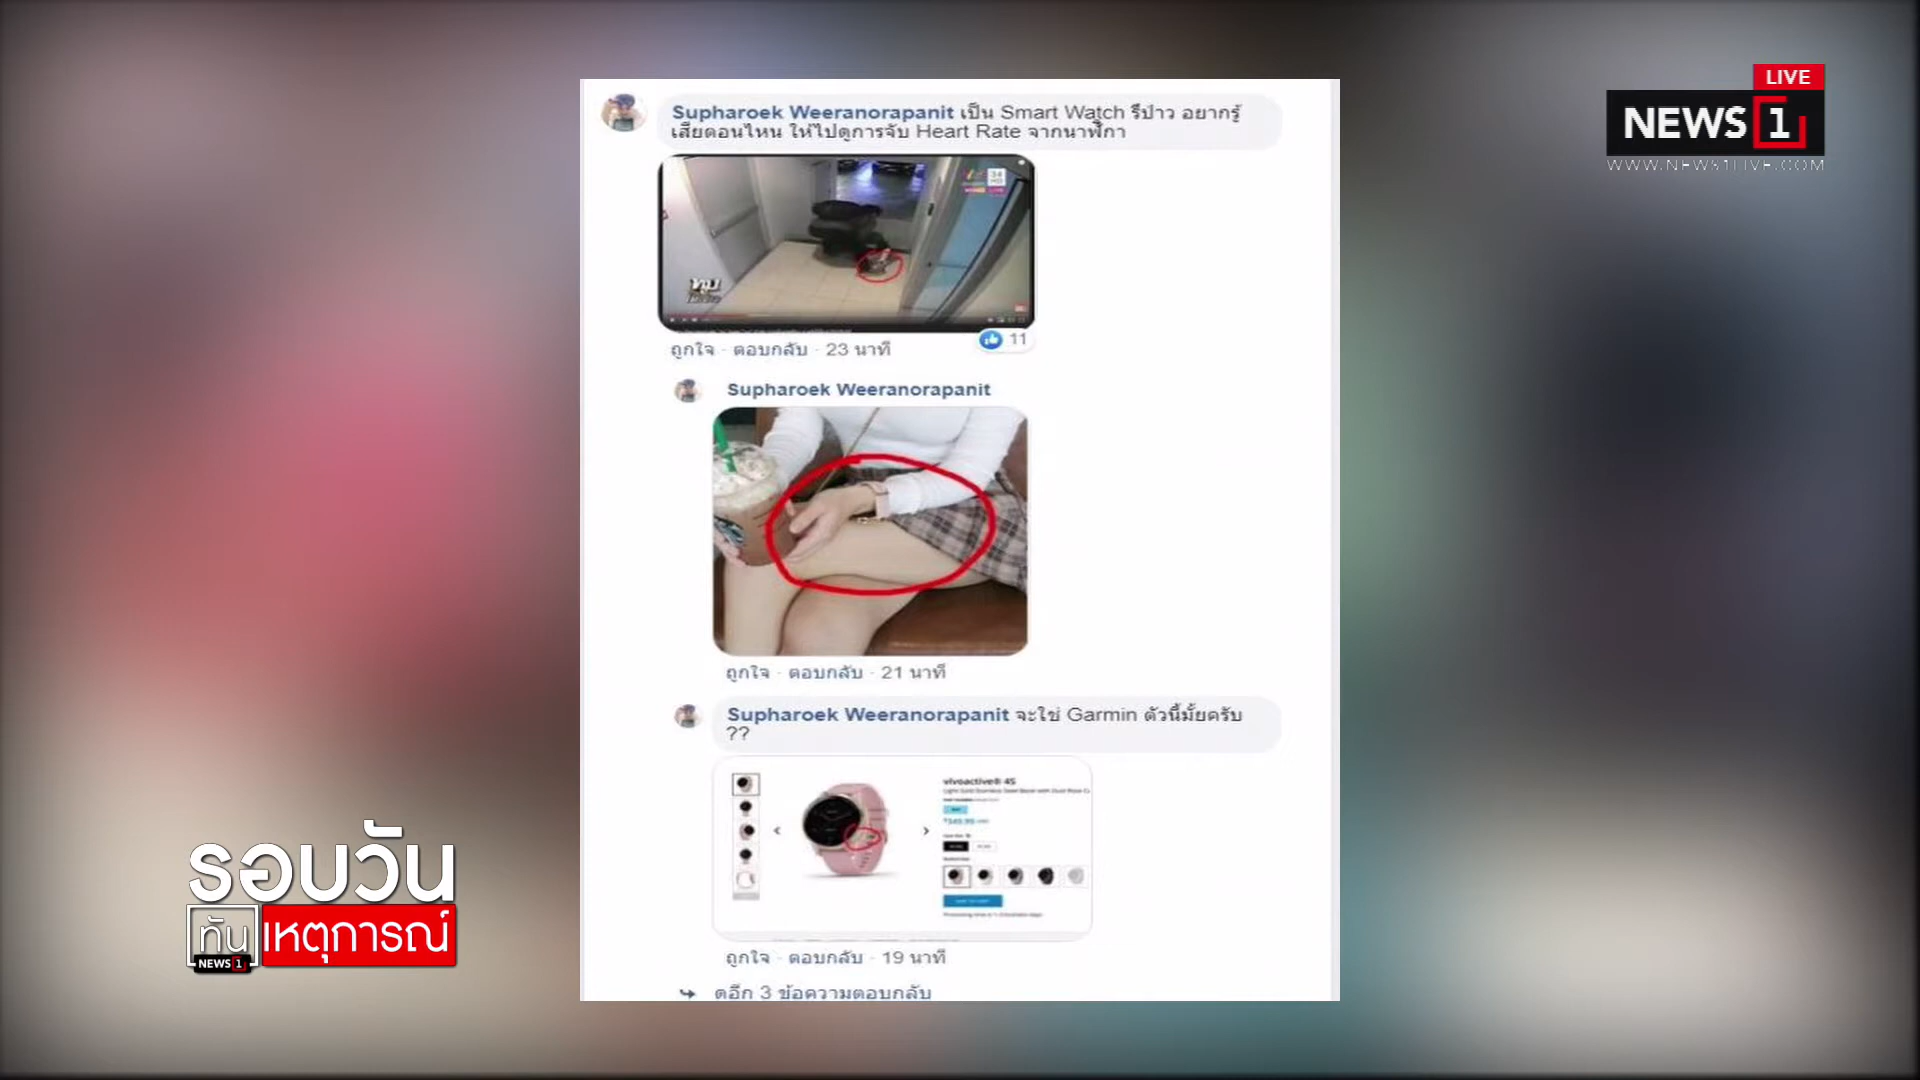 LIVE
NEWS 1
WWW.NEWS1LIVE.COM
Supharoek Weeranorapanit เป็น Smart Watch รึป่าว อยากรู้
เสียตอนไหน ให้ไปดูการจับ Heart Rate จากนาฬิกา
34
ถูกใจ · ตอบกลับ · 23 นาที
11
Supharoek Weeranorapanit
ถูกใจ · ตอบกลับ · 21 นาที
Supharoek Weeranorapanit จะใช่ Garmin ตัวนี้มั้ยครับ
??
vívoactive® 4S
ถูกใจ · ตอบกลับ · 19 นาที
ดูอีก 3 ข้อความตอบกลับ
รอบวัน
ทัน เหตุการณ์
NEWS 1